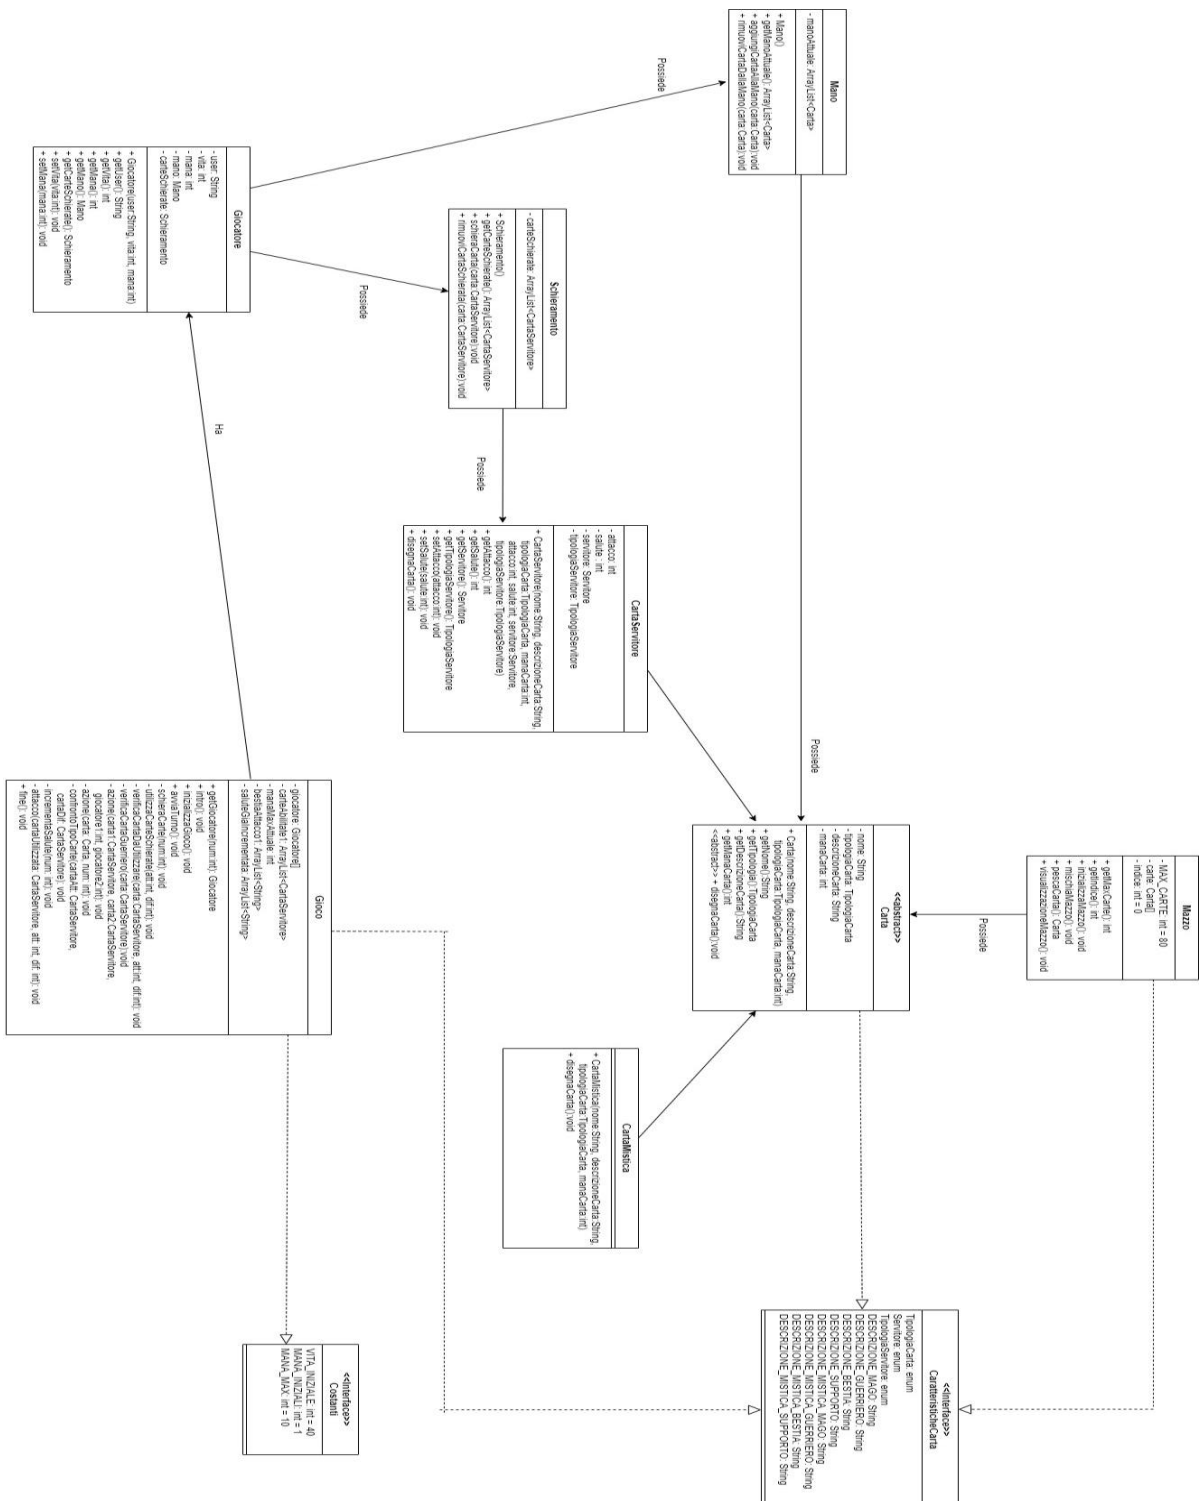 Mano
- manoAttuale: ArrayList<Carta>
+ Mano()
+ getManoAttuale(): ArrayList<Carta>
+ aggiungiCartaAllaMano(carta:Carta):void
+ rimuoviCartaDallaMano(carta:Carta):void
Possiede
Possiede
Giocatore
- user: String
- vita: int
- mana: int
- mano: Mano
- carteSchierate: Schieramento
+ Giocatore(user:String, vita:int, mana:int)
+ getUser(): String
+ getVita(): int
+ getMana(): int
+ getMano(): Mano
+ getCarteSchierate(): Schieramento
+ setVita(vita:int): void
+ setMana(mana:int): void
Possiede
Schieramento
- carteSchierate: ArrayList<CartaServitore>
+ Schieramento()
+ getCarteSchierate(): ArrayList<CartaServitore>
+ schieraCarta(carta:CartaServitore):void
+ rimuoviCartaSchierata(carta:CartaServitore):void
Possiede
Ha
CartaServitore
- attacco: int
- salute : int
- servitore: Servitore
- tipologiaServitore: TipologiaServitore
+ CartaServitore(nome:String, descrizioneCarta:String,
tipologiaCarta:TipologiaCarta, manaCarta:int,
attacco:int, salute:int, servitore:Servitore,
tipologiaServitore:TipologiaServitore)
+ getAttacco(): int
+ getSalute(): int
+ getServitore(): Servitore
+ getTipologiaServitore(): TipologiaServitore
+ setAttacco(attacco:int): void
+ setSalute(salute:int): void
+ disegnaCarta(): void
Mazzo
- MAX_CARTE: int = 80
- carte: Carta[]
- indice: int = 0
+ getMaxCarte(): int
+ getIndice(): int
+ inizializzaMazzo(): void
+ mischiaMazzo(): void
+ pescaCarta(): Carta
+ visualizzazioneMazzo(): void
Possiede
<<abstract>>
Carta
- nome: String
- tipologiaCarta: TipologiaCarta
- descrizioneCarta: String
- manaCarta: int
+ Carta(nome:String, descrizioneCarta:String,
tipologiaCarta:TipologiaCarta, manaCarta:int)
+ getNome():String
+ getTipologia():TipologiaCarta
+ getDescrizioneCarta():String
+ getManaCarta():int
<<abstract>> + disegnaCarta():void
Gioco
- giocatore: Giocatore[]
- carteAbilitate1: ArrayList<CartaServitore>
- manaMaxAttuale: int
- bestiaAttacco1: ArrayList<String>
- saluteGiaIncrementata: ArrayList<String>
+ getGiocatore(num:int): Giocatore
+ intro(): void
+ inizializzaGioco(): void
+ avviaTurno(): void
- schieraCarte(num:int): void
- utilizzaCarteSchierate(att:int, dif:int): void
- verificaCartaDaUtilizzare(carta:CartaServitore, att:int, dif:int): void
- verificaCartaGuerriero(carta:CartaServitore):void
- azione(carta1:CartaServitore, carta2:CartaServitore,
giocatore1:int, giocatore2:int): void
- azione(carta: Carta, num: int): void
- confrontoTipoCarte(cartaAtt: CartaServitore,
cartaDif: CartaServitore): void
- incrementaSalute(num: int): void
- attacco(cartaUtilizzata: CartaServitore, att: int, dif: int): void
+ fine(): void
CartaMistica
+ CartaMistica(nome:String, descrizioneCarta:String,
tipologiaCarta:TipologiaCarta, manaCarta:int)
+ disegnaCarta():void
<<Interface>>
CaratteristicheCarta
TipologiaCarta: enum
Servitore: enum
TipologiaServitore: enum
DESCRIZIONE_MAGO: String
DESCRIZIONE_GUERRIERO: String
DESCRIZIONE_BESTIA: String
DESCRIZIONE_SUPPORTO: String
DESCRIZIONE_MISTICA_MAGO: String
DESCRIZIONE_MISTICA_GUERRIERO: String
DESCRIZIONE_MISTICA_BESTIA: String
DESCRIZIONE_MISTICA_SUPPORTO: String
<<Interface>>
Costanti
VITA_INIZIALE: int = 40
MANA_INIZIALI: int = 1
MANA_MAX: int = 10